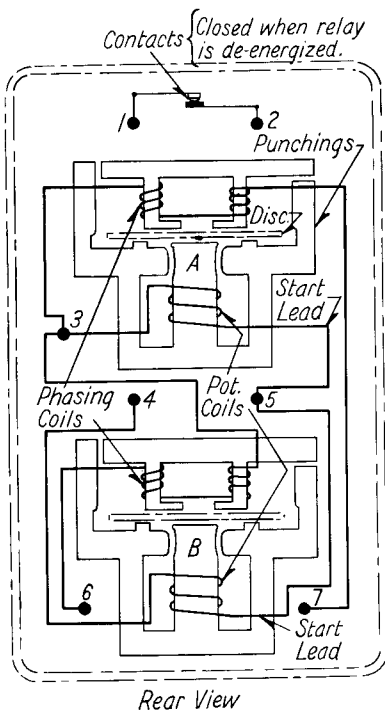 Contacts { Closed when relay
is de-energized.
1
2
Punchings
Disc
A
Start
Lead
3
Phasing
Coils
4
Pot.
Coils
5
B
6
7
Start
Lead
Rear View